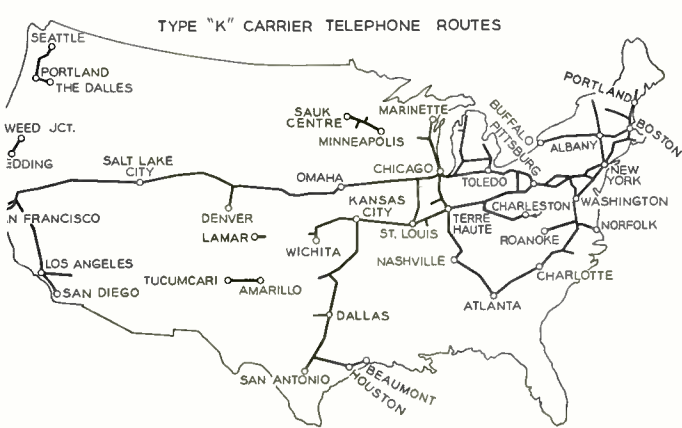 TYPE "K" CARRIER TELEPHONE ROUTES
SEATTLE
PORTLAND
THE DALLES
WEED JCT.
EDDING
SALT LAKE
CITY
N FRANCISCO
LOS ANGELES
SAN DIEGO
DENVER
LAMAR
TUCUMCARI
AMARILLO
OMAHA
KANSAS
CITY
WICHITA
DALLAS
SAN ANTONIO
HOUSTON
BEAUMONT
SAUK
CENTRE
MINNEAPOLIS
MARINETTE
CHICAGO
TOLEDO
ST. LOUIS
TERRE
HAUTE
NASHVILLE
ATLANTA
CHARLOTTE
CHARLESTON
ROANOKE
NORFOLK
WASHINGTON
NEW
YORK
PITTSBURG
BUFFALO
ALBANY
BOSTON
PORTLAND